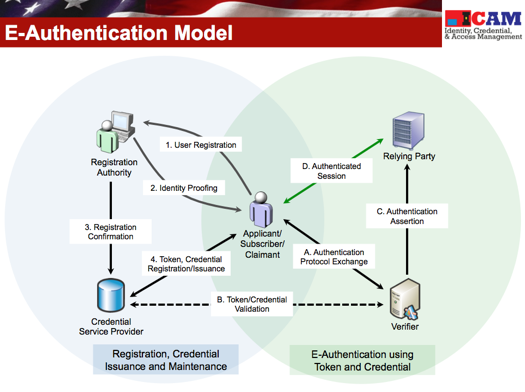 E-Authentication Model
ICAM
Identity, Credential,
& Access Management
1. User Registration
Registration
Authority
2. Identity Proofing
Relying Party
D. Authenticated
Session
3. Registration
Confirmation
Applicant/
Subscriber/
Claimant
C. Authentication
Assertion
4. Token, Credential
Registration/Issuance
A. Authentication
Protocol Exchange
B. Token/Credential
Validation
Credential
Service Provider
Verifier
Registration, Credential
Issuance and Maintenance
E-Authentication using
Token and Credential